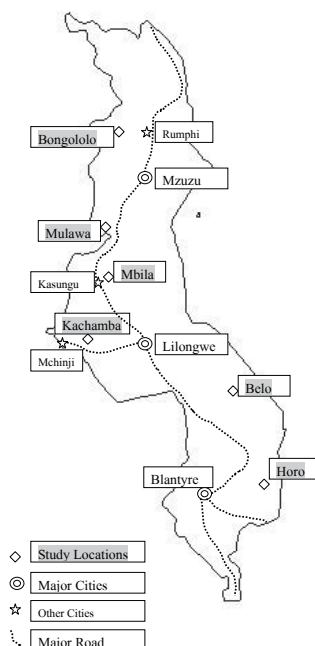 Bongololo
Rumphi
Mzuzu
Mulawa
Kasungu
Mbila
Kachamba
Mchinji
Lilongwe
Belo
Blantyre
Horo
Study Locations
Major Cities
Other Cities
Major Road